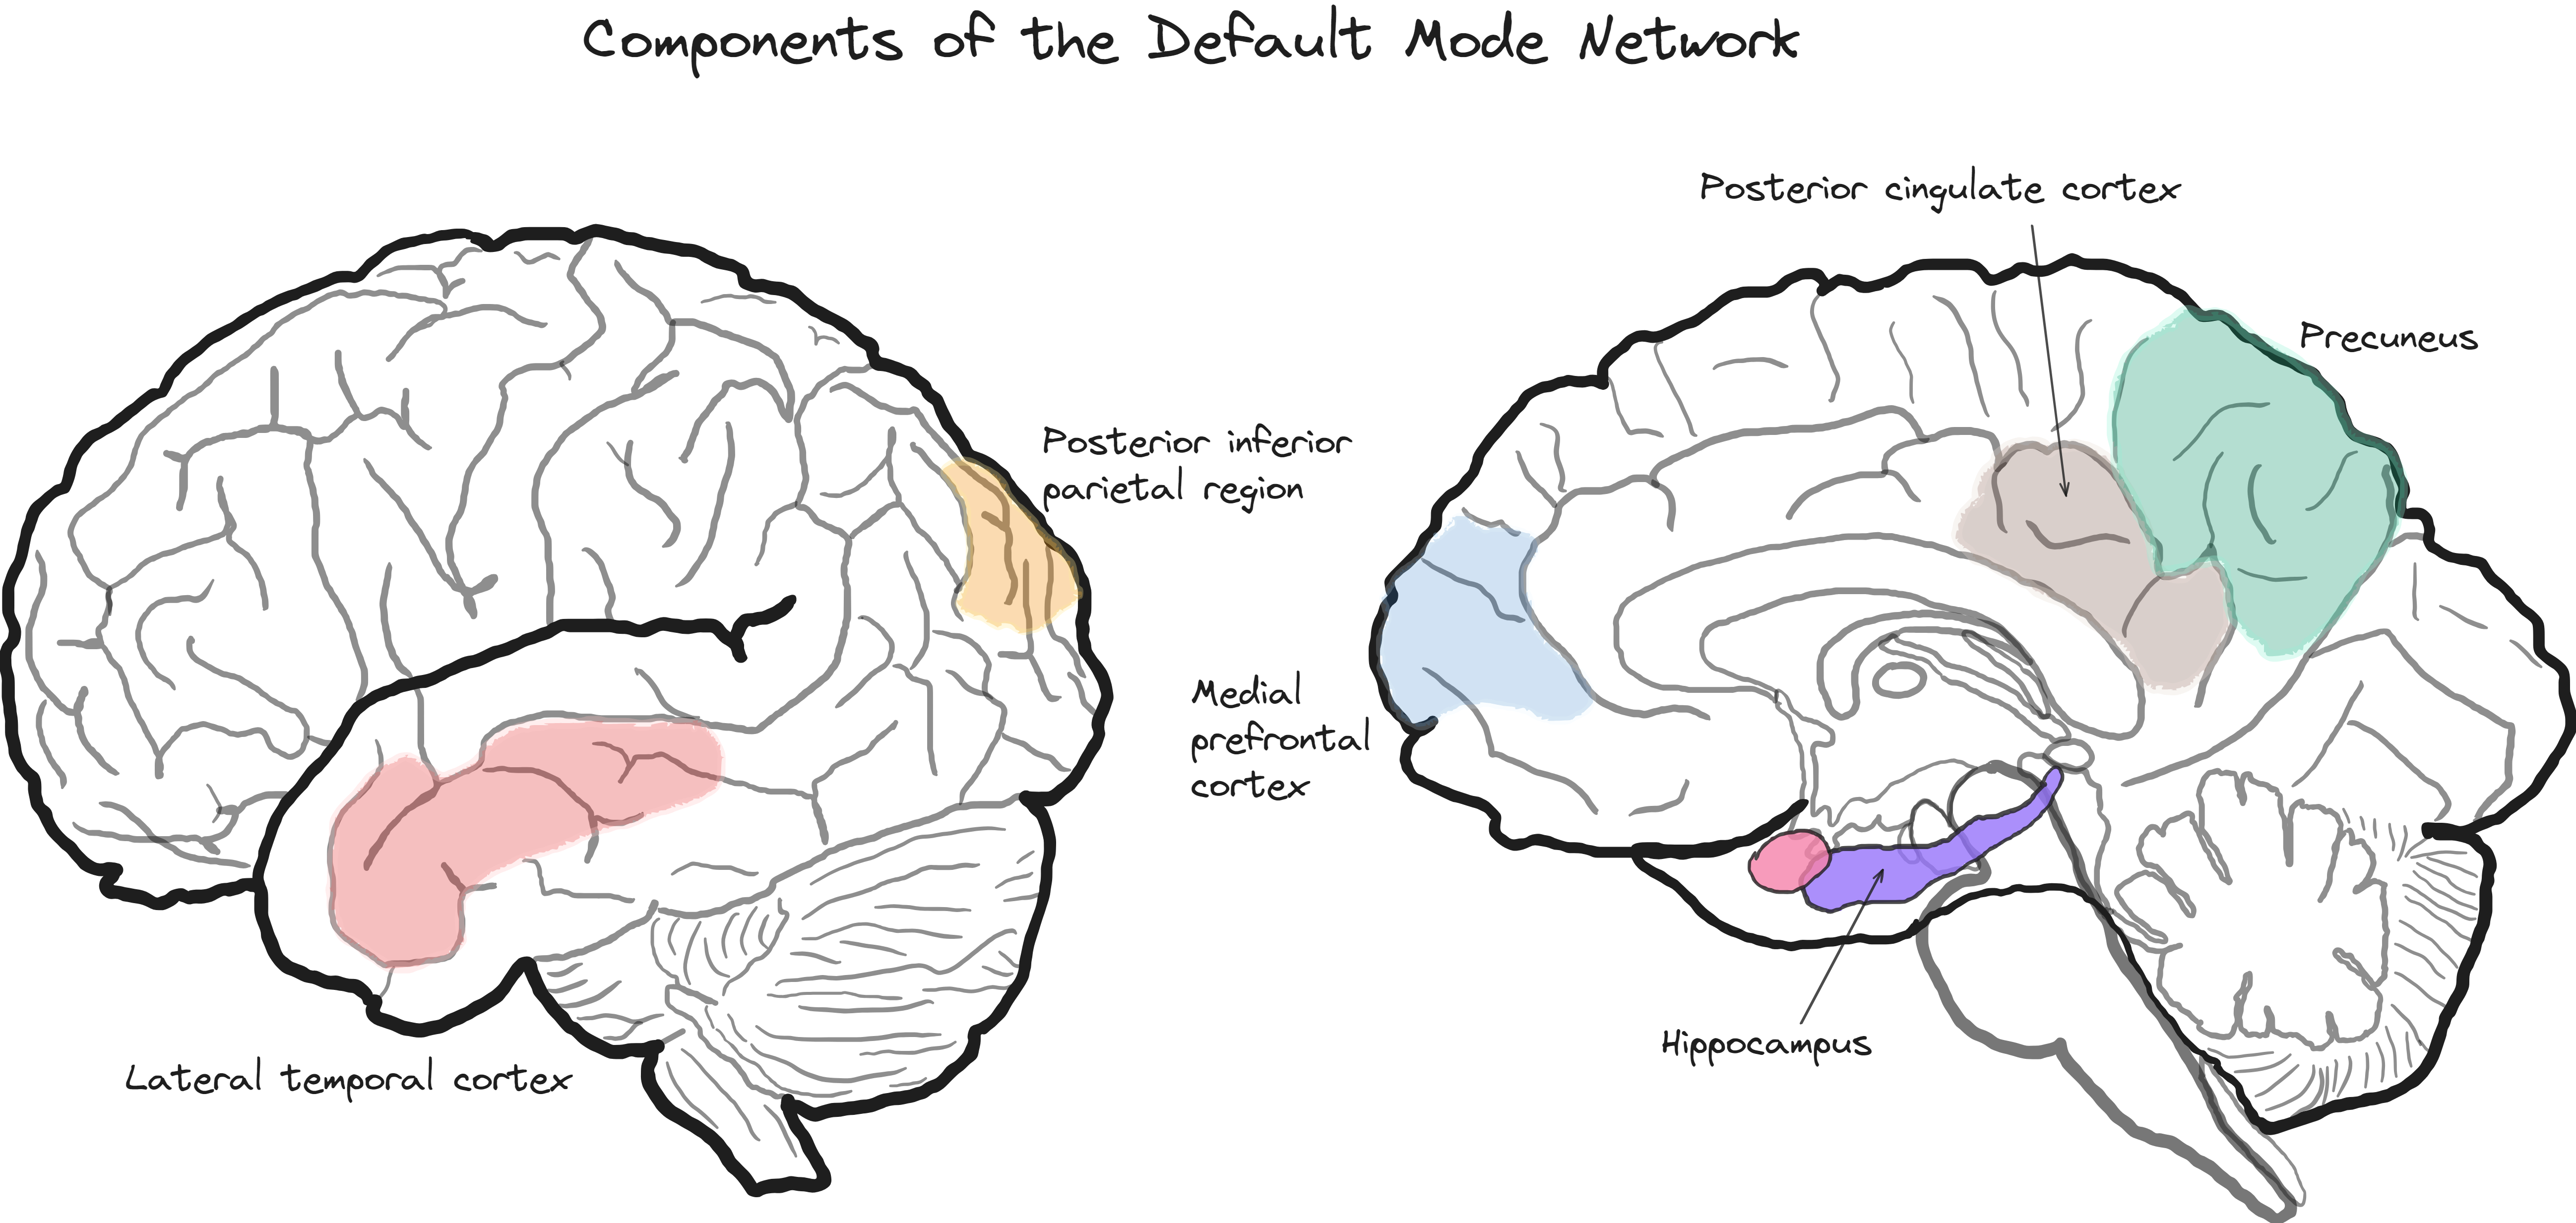 Components of the Default Mode Network
Posterior cingulate cortex
Precuneus
Posterior inferior
parietal region
Medial
prefrontal
cortex
Hippocampus
Lateral temporal cortex